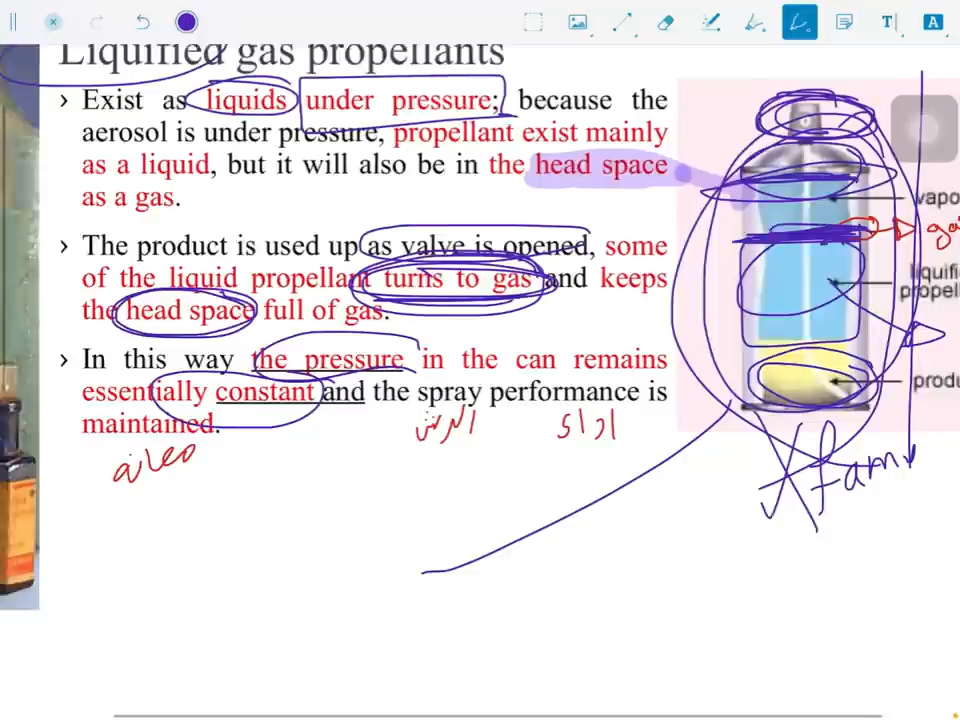 Liquified gas propellants
› Exist as liquids under pressure; because the
aerosol is under pressure, propellant exist mainly
as a liquid, but it will also be in the head space
as a gas.
› The product is used up as valve is opened, some
of the liquid propellant turns to gas and keeps
the head space full of gas.
› In this way the pressure in the can remains
essentially constant and the spray performance is
maintained.
الرش اداء
vapo
liquifi
propell
produ
foam
T
A